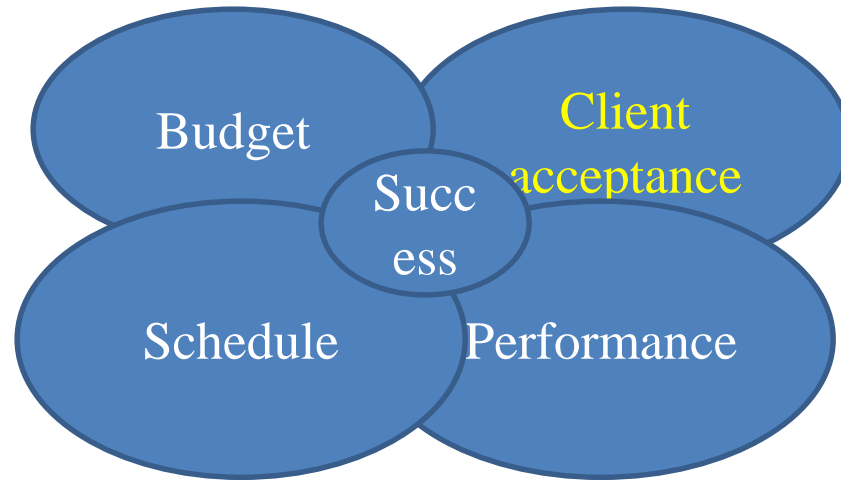 Budget
Client
acceptance
Succ
ess
Schedule
Performance